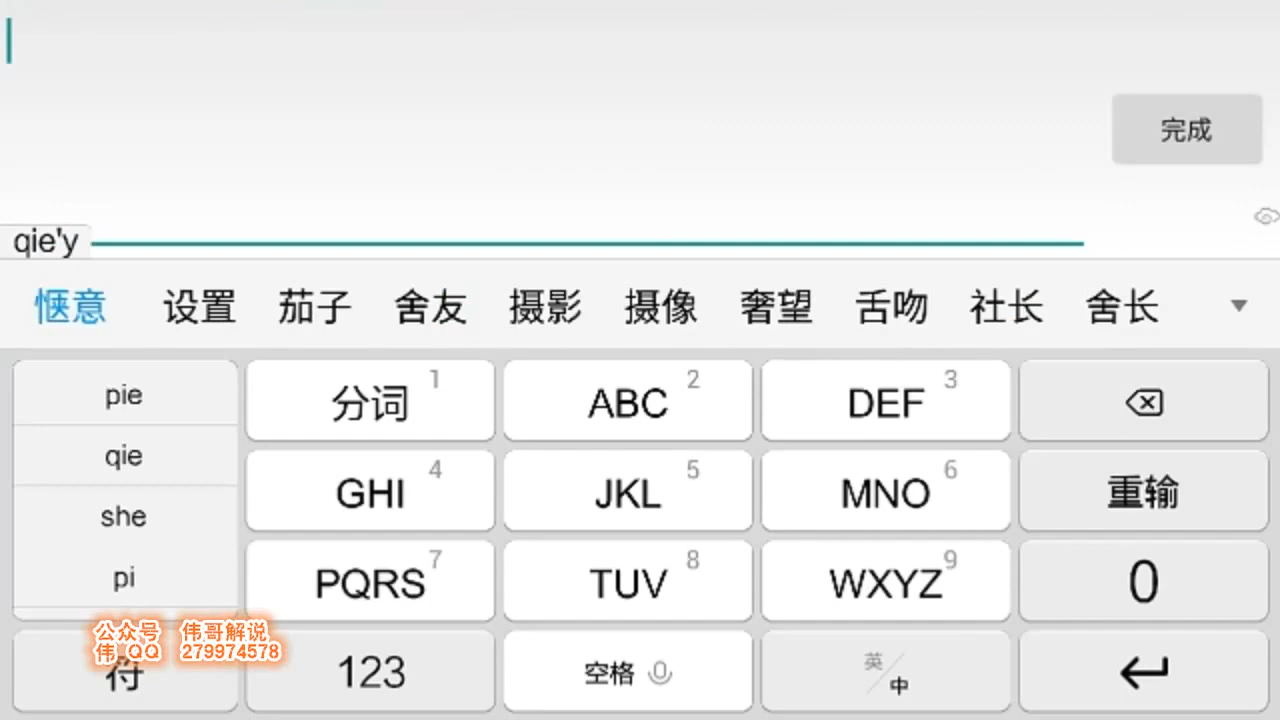 完成
qie'y
惬意 设置 茄子 舍友 摄影 摄像 奢望 舌吻 社长 舍长
pie 分词 1 ABC 2 DEF 3
qie GHI 4 JKL 5 MNO 6 重输
she
pi PQRS 7 TUV 8 WXYZ 9 0
公众号 伟哥解说
伟 QQ 279974578
符 123 空格 英/中